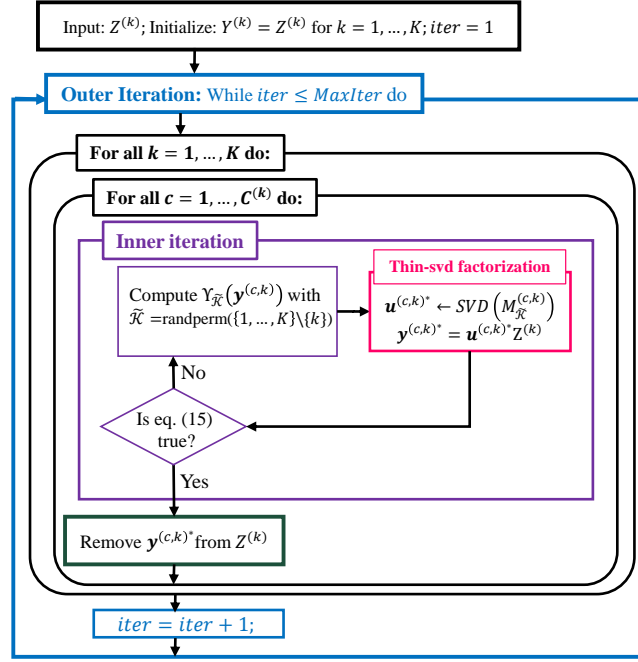 Input: Z^(k); Initialize: Y^(k) = Z^(k) for k = 1, … , K; iter = 1
Outer Iteration: While iter ≤ MaxIter do
For all k = 1, … , K do:
For all c = 1, … , C^(k) do:
Inner iteration
Thin-svd factorization
Compute ϒ_𝒦̃(y^(c,k)) with
𝒦̃ =randperm({1, … , K}\{k})
u^(c,k)* ← SVD (M_𝒦̃^(c,k))
y^(c,k)* = u^(c,k)* Z^(k)
No
Is eq. (15)
true?
Yes
Remove y^(c,k)* from Z^(k)
iter = iter + 1;